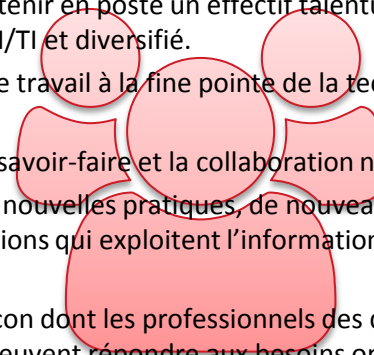 tenir en poste un effectif talentu
I/TI et diversifié.
e travail à la fine pointe de la tec
savoir-faire et la collaboration n
nouvelles pratiques, de nouvea
ions qui exploitent l'information
çon dont les professionnels des
peuvent répondre aux besoins